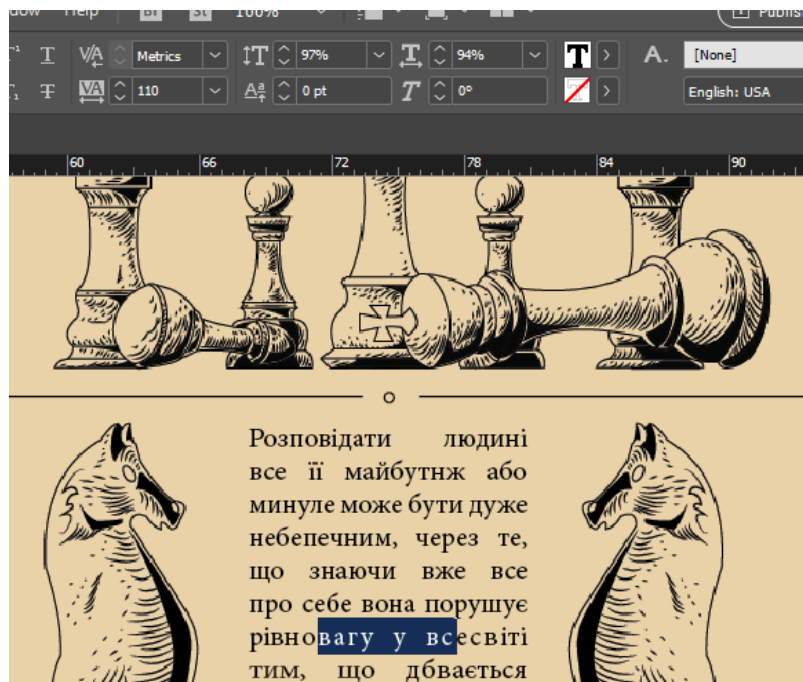 Help
Br
St
100%
Publis
Metrics
97%
94%
[None]
110
0 pt
0°
English: USA
60 66 72 78 84 90
Розповідати людині
все її майбутнж або
минуле може бути дуже
небепечним, через те,
що знаючи вже все
про себе вона порушує
рівновагу у всесвіті
тим, що дбвається